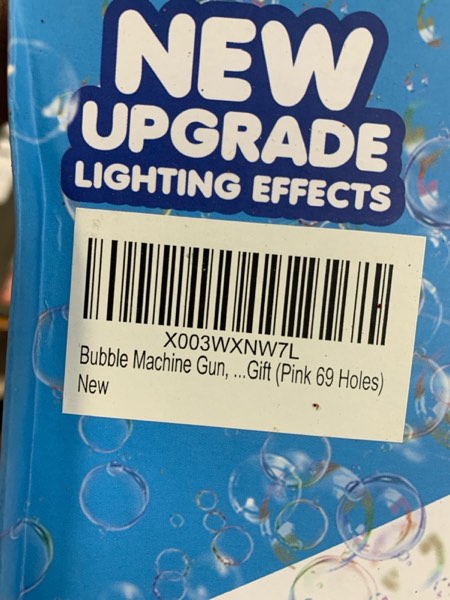 NEW
UPGRADE
LIGHTING EFFECTS
X003WXNW7L
Bubble Machine Gun, ...Gift (Pink 69 Holes)
New